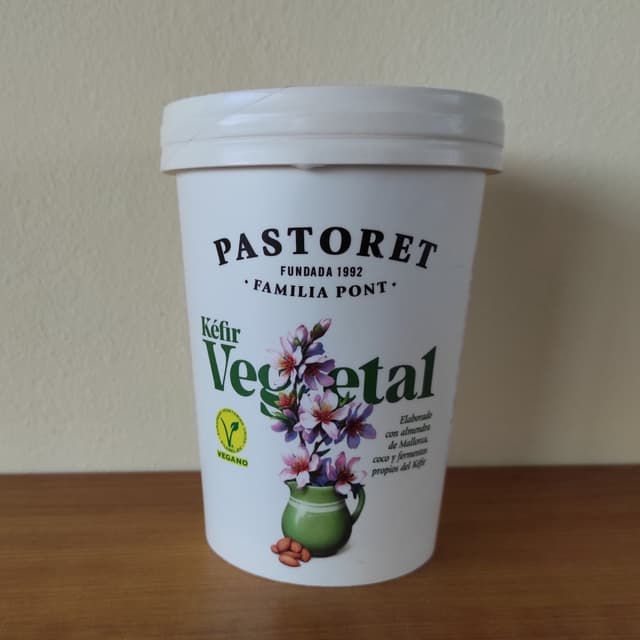 PASTORET
FUNDADA 1992
· FAMILIA PONT ·
Kéfir
Vegetal
Elaborado
con almendra
de Mallorca,
coco y fermentos
propios del Kéfir
VEGANO